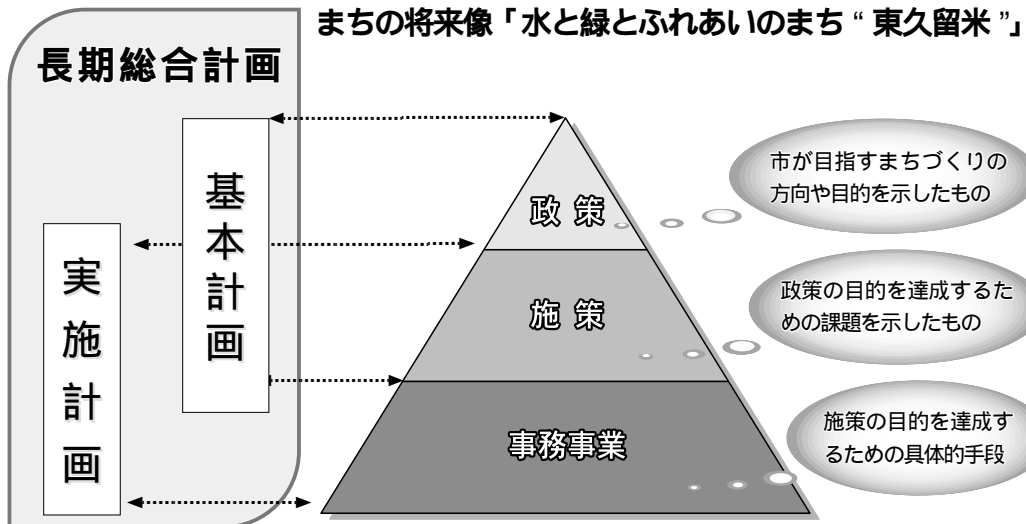 まちの将来像「水と緑とふれあいのまち“東久留米”」
長期総合計画
基本計画
実施計画
政策
市が目指すまちづくりの
方向や目的を示したもの
施策
政策の目的を達成するた
めの課題を示したもの
事務事業
施策の目的を達成す
るための具体的手段